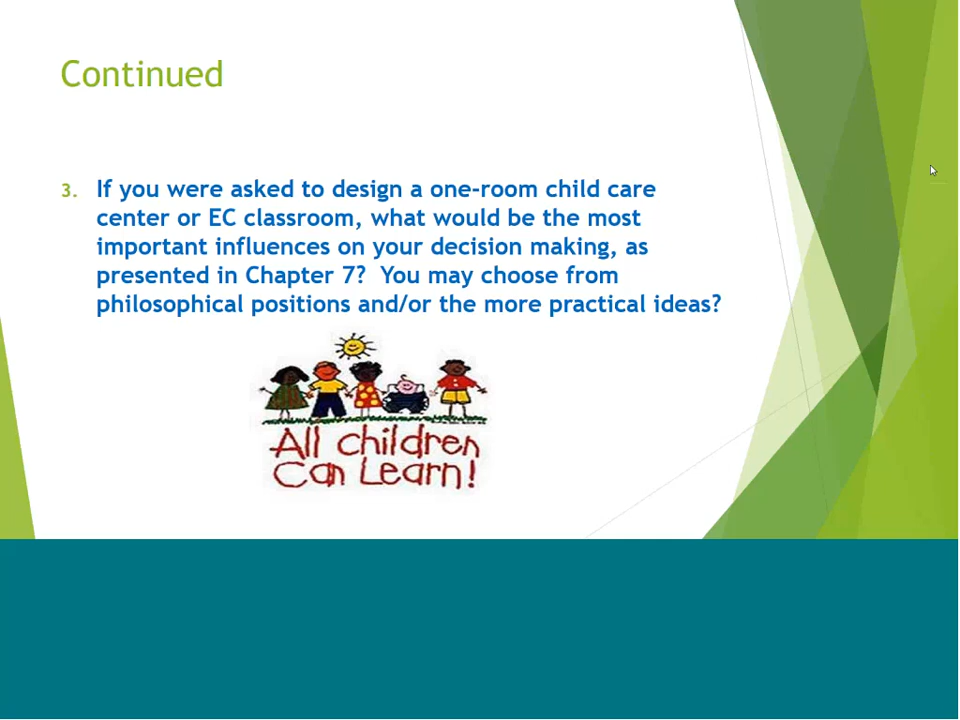 Continued
3. If you were asked to design a one-room child care
center or EC classroom, what would be the most
important influences on your decision making, as
presented in Chapter 7?  You may choose from
philosophical positions and/or the more practical ideas?
All children
Can Learn!